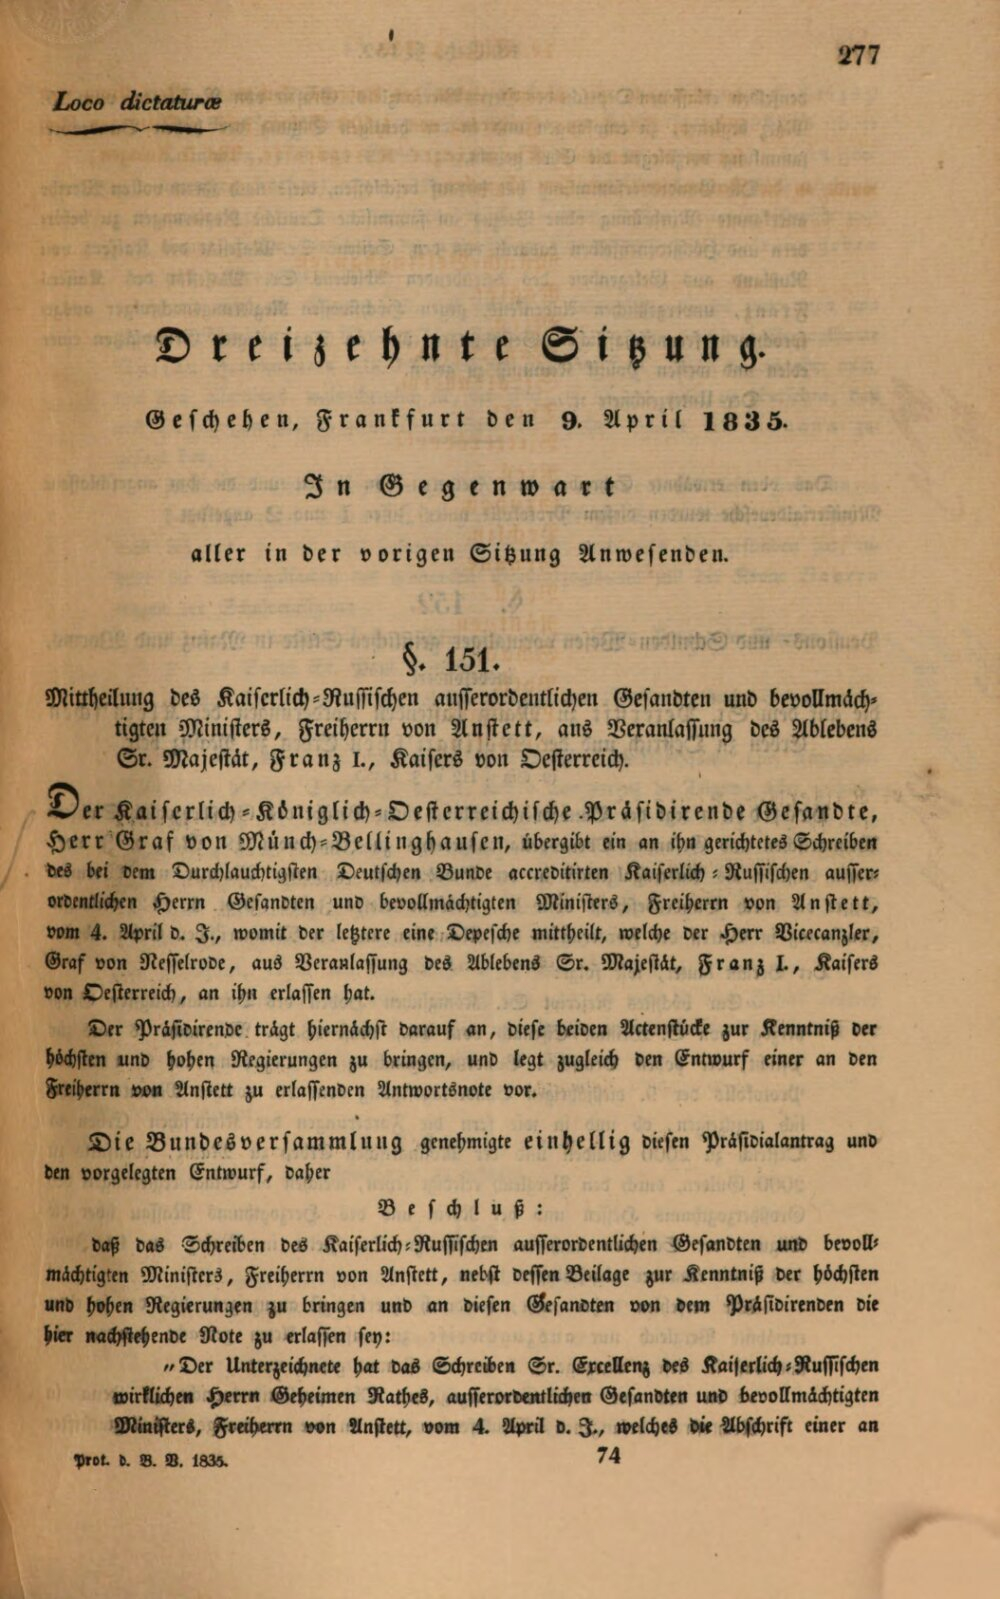 277
Loco dictaturæ
Dreizehnte Sitzung.
Geschehen, Frankfurt den 9. April 1835.
In Gegenwart
aller in der vorigen Sitzung Anwesenden.
§. 151.
Mittheilung des Kaiserlich-Russischen ausserordentlichen Gesandten und bevollmäch-
tigten Ministers, Freiherrn von Anstett, aus Veranlassung des Ablebens
Sr. Majestät, Franz I., Kaisers von Oesterreich.
Der Kaiserlich-Königlich-Oesterreichische Präsidirende Gesandte,
Herr Graf von Münch-Bellinghausen, übergibt ein an ihn gerichtetes Schreiben
des bei dem Durchlauchtigsten Deutschen Bunde accreditirten Kaiserlich-Russischen ausser-
ordentlichen Herrn Gesandten und bevollmächtigten Ministers, Freiherrn von Anstett,
vom 4. April d. J., womit der letztere eine Depesche mittheilt, welche der Herr Vicecanzler,
Graf von Nesselrode, aus Veranlassung des Ablebens Sr. Majestät, Franz I., Kaisers
von Oesterreich, an ihn erlassen hat.
Der Präsidirende trägt hiernächst darauf an, diese beiden Actenstücke zur Kenntniß der
höchsten und hohen Regierungen zu bringen, und legt zugleich den Entwurf einer an den
Freiherrn von Anstett zu erlassenden Antwortsnote vor.
Die Bundesversammlung genehmigte einhellig diesen Präsidialantrag und
den vorgelegten Entwurf, daher
Beschluß:
daß das Schreiben des Kaiserlich-Russischen ausserordentlichen Gesandten und bevoll-
mächtigten Ministers, Freiherrn von Anstett, nebst dessen Beilage zur Kenntniß der höchsten
und hohen Regierungen zu bringen und an diesen Gesandten von dem Präsidirenden die
hier nachstehende Note zu erlassen sey:
"Der Unterzeichnete hat das Schreiben Sr. Excellenz des Kaiserlich-Russischen
wirklichen Herrn Geheimen Rathes, ausserordentlichen Gesandten und bevollmächtigten
Ministers, Freiherrn von Anstett, vom 4. April d. J., welches die Abschrift einer an
Prot. d. B. V. 1835. 74